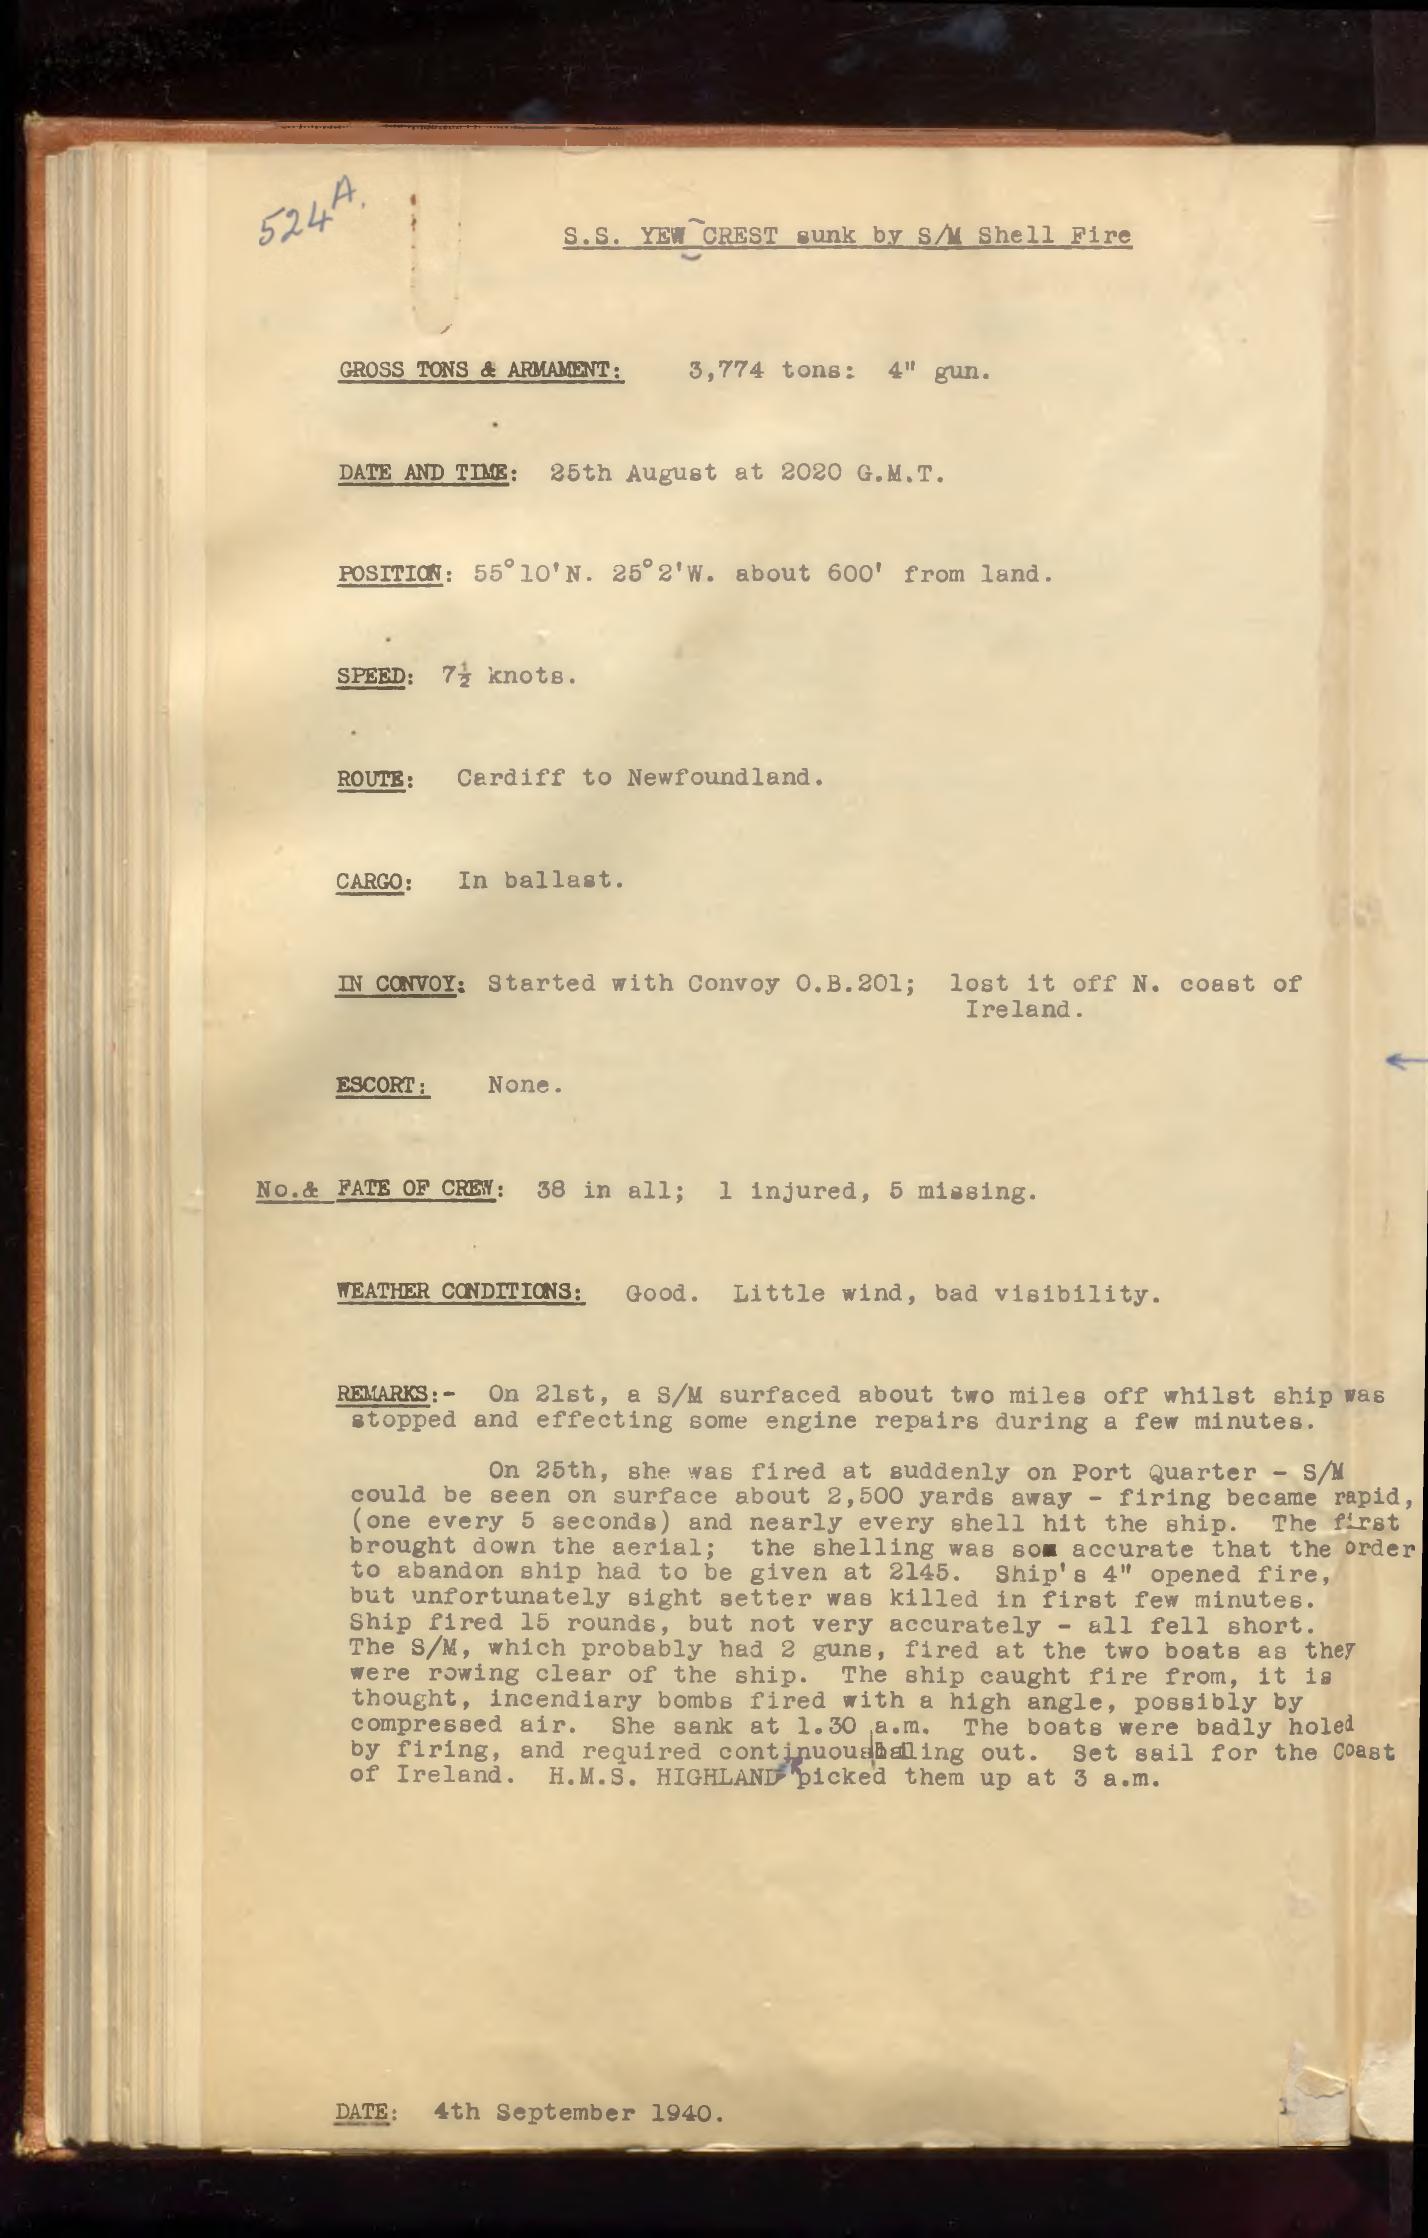 524A.
S.S. YEW CREST sunk by S/M Shell Fire
GROSS TONS & ARMAMENT: 3,774 tons: 4" gun.
DATE AND TIME: 25th August at 2020 G.M.T.
POSITION: 55°10'N. 25°2'W. about 600' from land.
SPEED: 7½ knots.
ROUTE: Cardiff to Newfoundland.
CARGO: In ballast.
IN CONVOY: Started with Convoy O.B.201; lost it off N. coast of
Ireland.
ESCORT: None.
No.& FATE OF CREW: 38 in all; 1 injured, 5 missing.
WEATHER CONDITIONS: Good. Little wind, bad visibility.
REMARKS:- On 21st, a S/M surfaced about two miles off whilst ship was
stopped and effecting some engine repairs during a few minutes.
On 25th, she was fired at suddenly on Port Quarter - S/M
could be seen on surface about 2,500 yards away - firing became rapid,
(one every 5 seconds) and nearly every shell hit the ship. The first
brought down the aerial; the shelling was so accurate that the order
to abandon ship had to be given at 2145. Ship's 4" opened fire,
but unfortunately sight setter was killed in first few minutes.
Ship fired 15 rounds, but not very accurately - all fell short.
The S/M, which probably had 2 guns, fired at the two boats as they
were rowing clear of the ship. The ship caught fire from, it is
thought, incendiary bombs fired with a high angle, possibly by
compressed air. She sank at 1.30 a.m. The boats were badly holed
by firing, and required continuous baling out. Set sail for the Coast
of Ireland. H.M.S. HIGHLANDER picked them up at 3 a.m.
DATE: 4th September 1940.